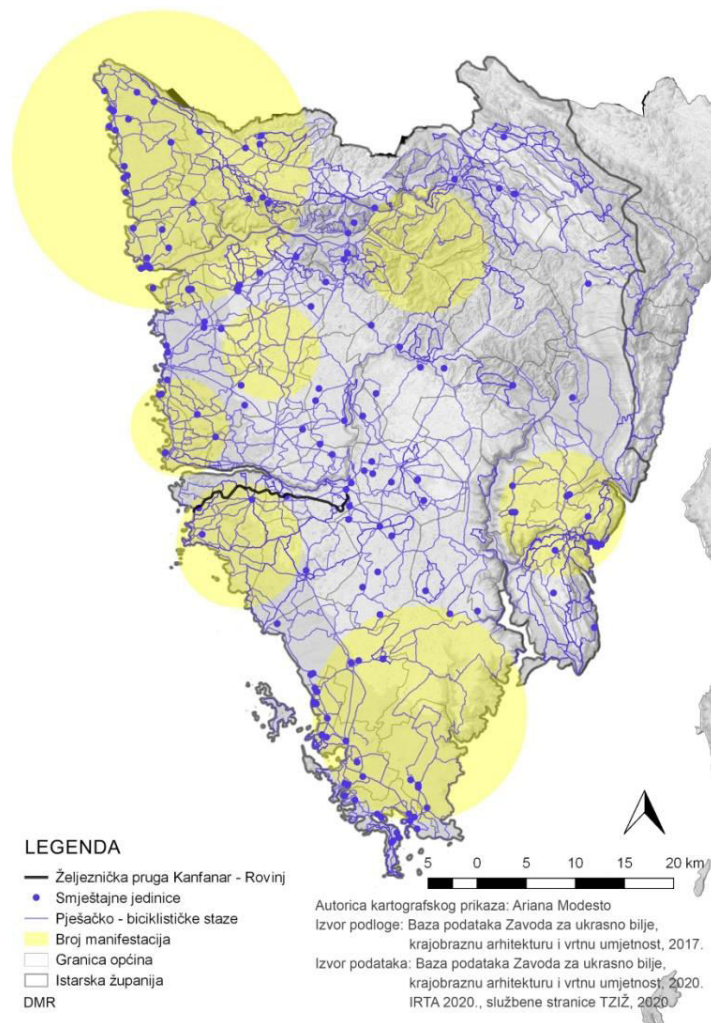 LEGENDA
Željeznička pruga Kanfanar - Rovinj
Smještajne jedinice
Pješačko - biciklističke staze
Broj manifestacija
Granica općina
Istarska županija
DMR
5 0 5 10 15 20 km
Autorica kartografskog prikaza: Ariana Modesto
Izvor podloge: Baza podataka Zavoda za ukrasno bilje,
krajobraznu arhitekturu i vrtnu umjetnost, 2017.
Izvor podataka: Baza podataka Zavoda za ukrasno bilje,
krajobraznu arhitekturu i vrtnu umjetnost, 2020.
IRTA 2020., službene stranice TZIŽ, 2020.